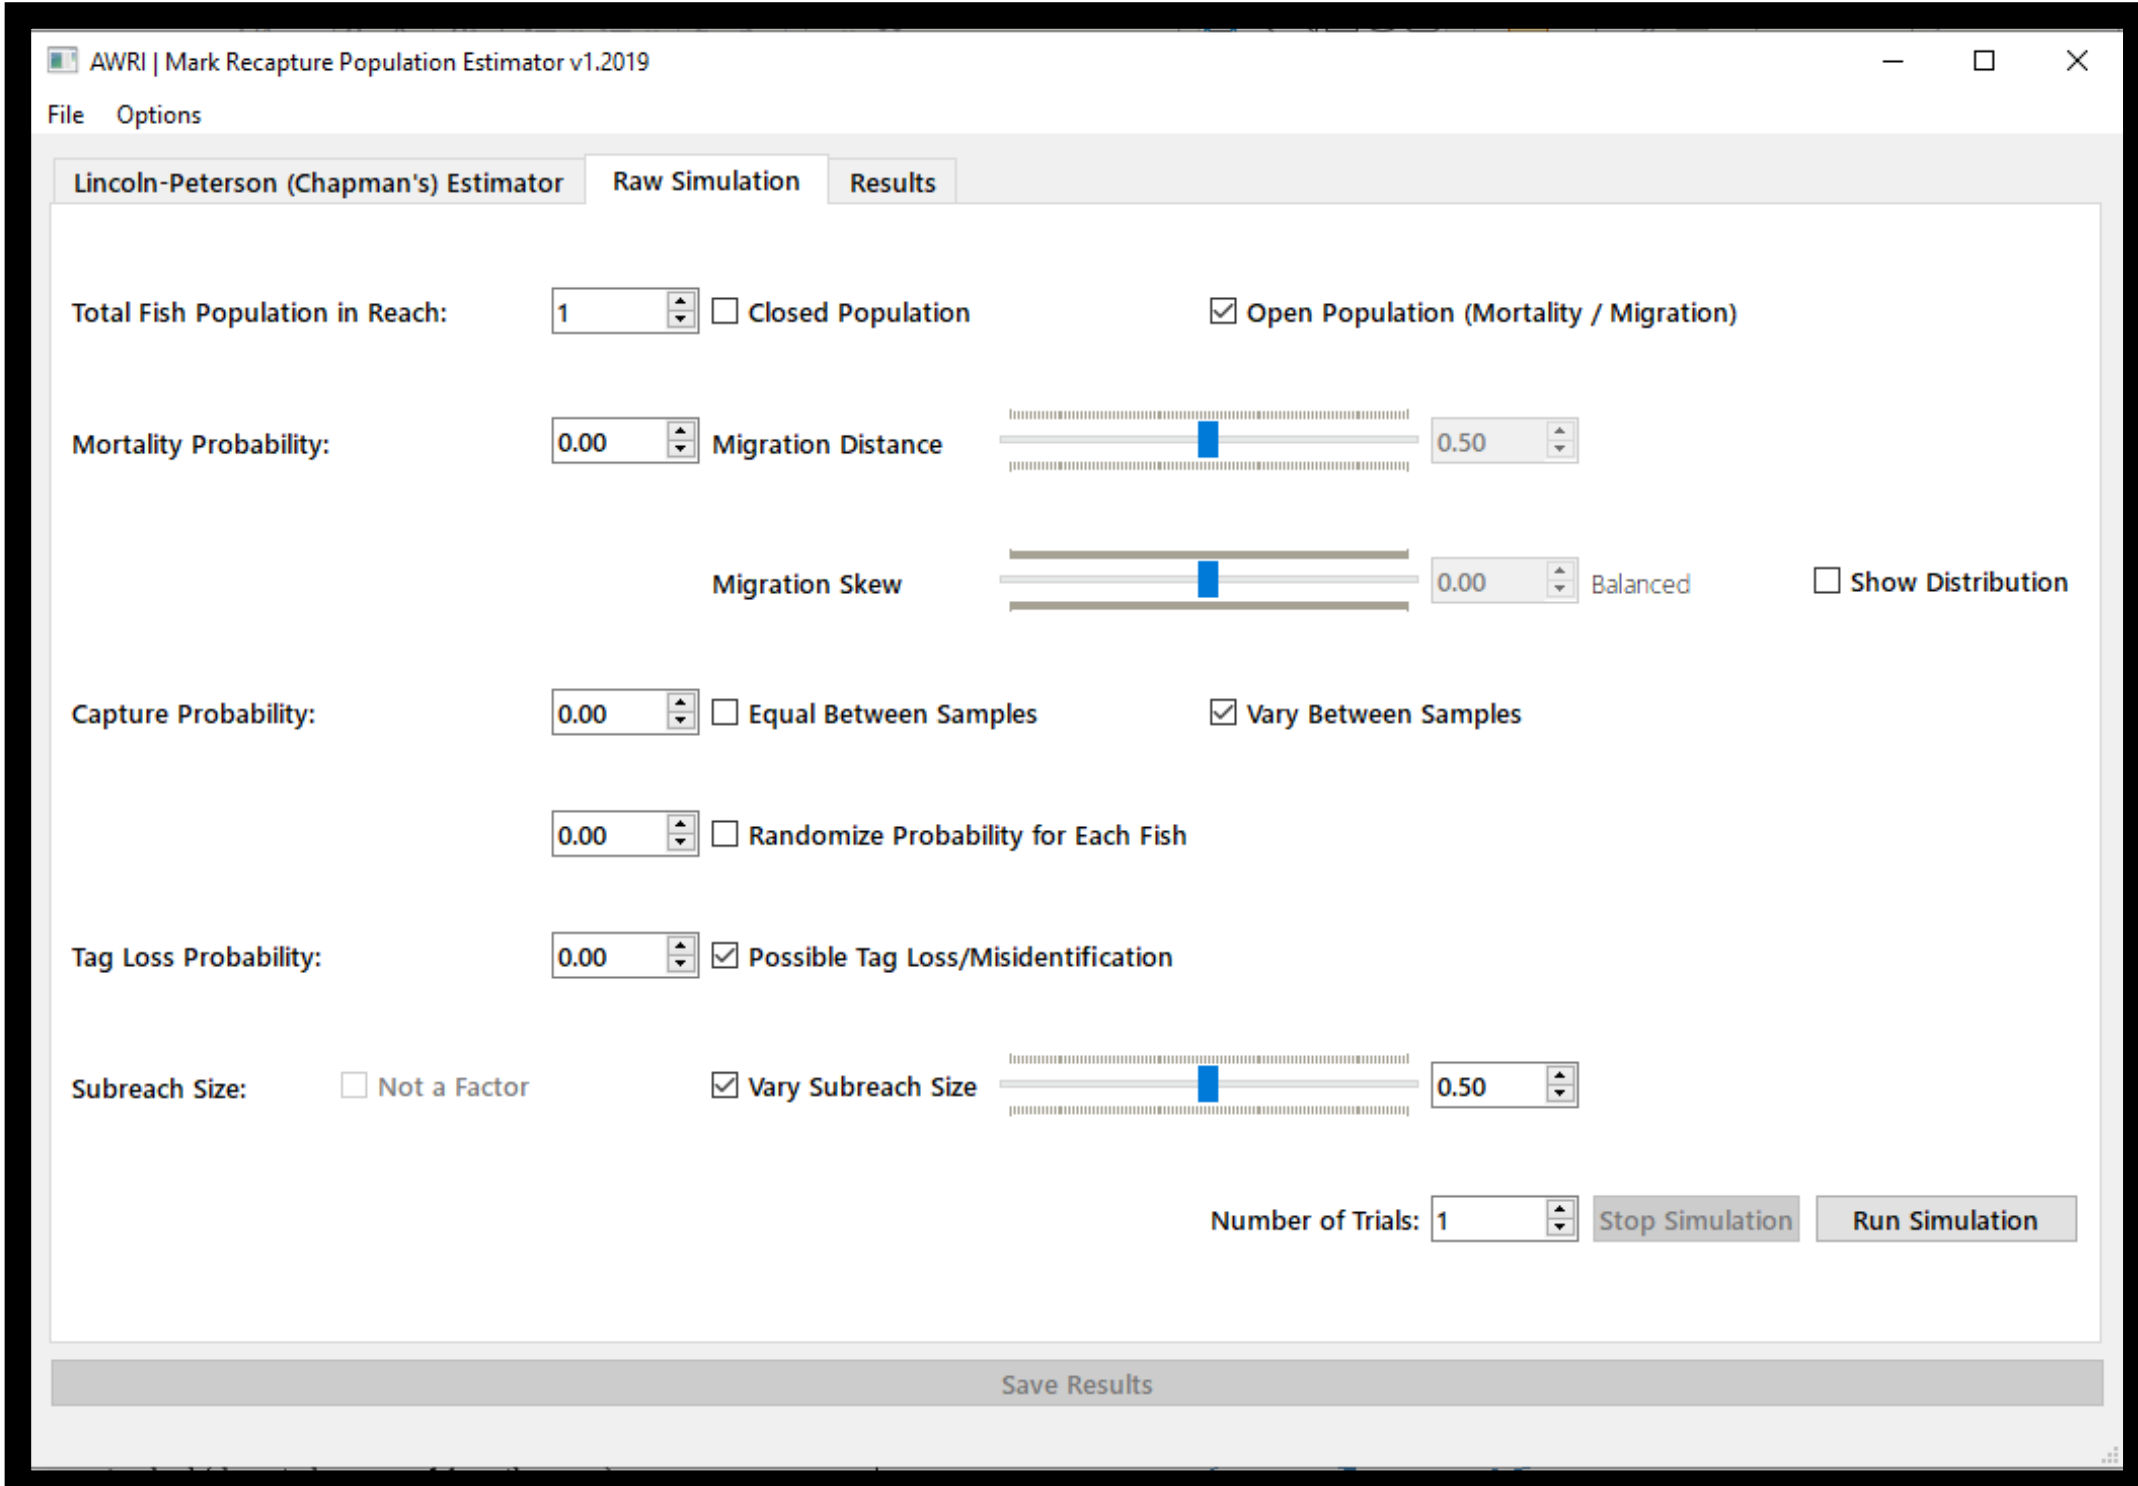 AWRI | Mark Recapture Population Estimator v1.2019
File Options
Lincoln-Peterson (Chapman's) Estimator Raw Simulation Results
Total Fish Population in Reach: 1 Closed Population Open Population (Mortality / Migration)
Mortality Probability: 0.00 Migration Distance 0.50
Migration Skew 0.00 Balanced Show Distribution
Capture Probability: 0.00 Equal Between Samples Vary Between Samples
0.00 Randomize Probability for Each Fish
Tag Loss Probability: 0.00 Possible Tag Loss/Misidentification
Subreach Size: Not a Factor Vary Subreach Size 0.50
Number of Trials: 1 Stop Simulation Run Simulation
Save Results